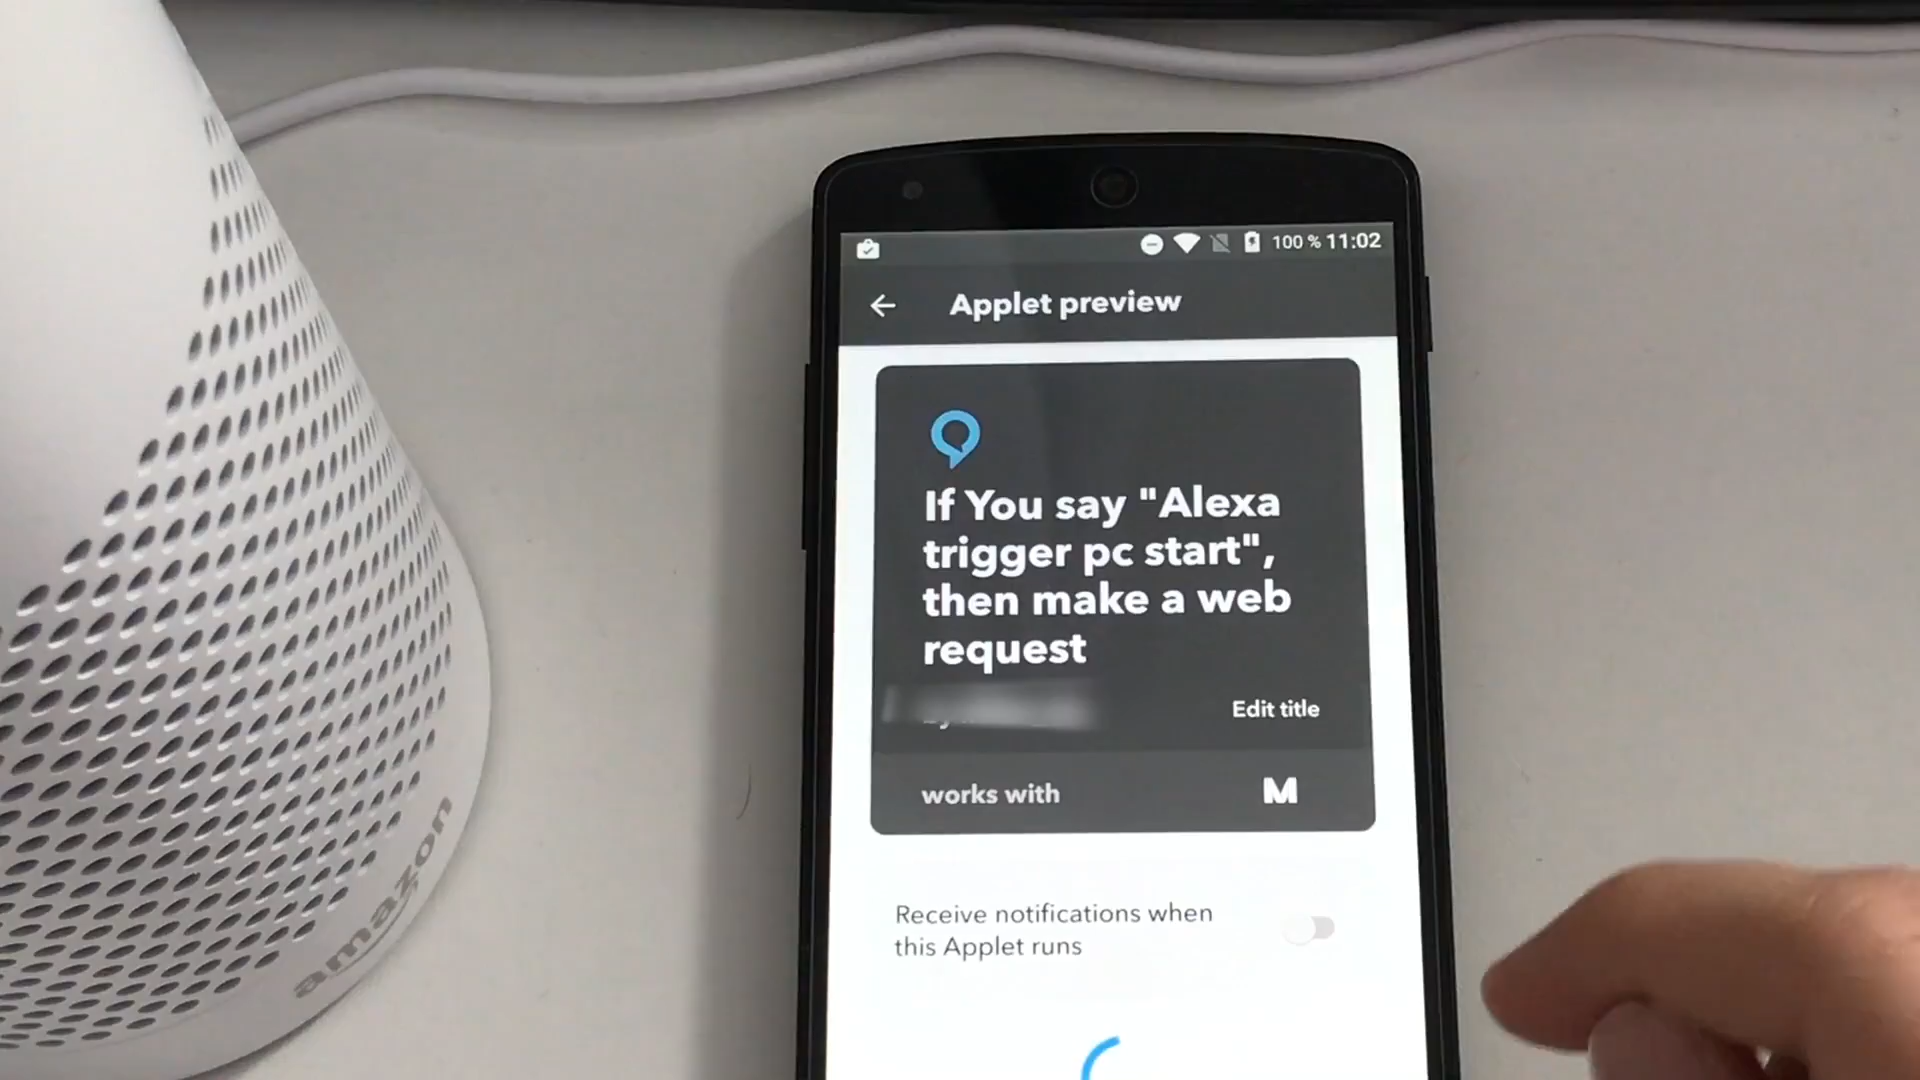 100 % 11:02
Applet preview
If You say "Alexa
trigger pc start",
then make a web
request
Edit title
works with
M
Receive notifications when
this Applet runs
amazon